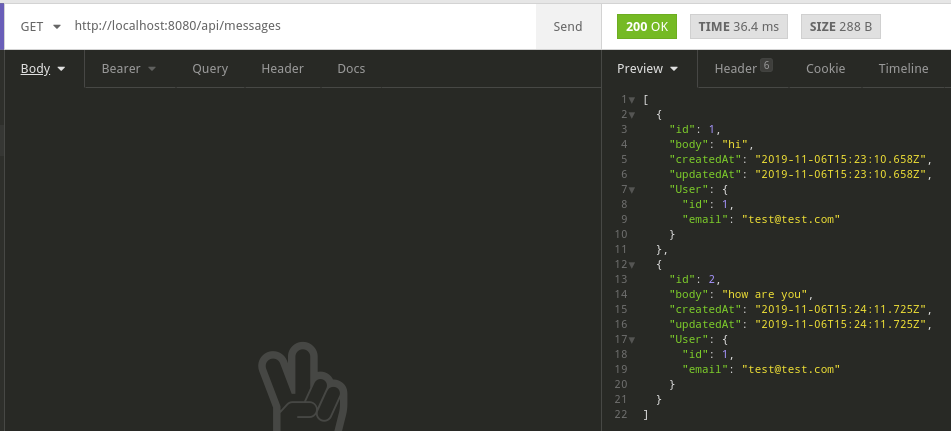 GET http://localhost:8080/api/messages Send 200 OK TIME 36.4 ms SIZE 288 B
Body Bearer Query Header Docs Preview Header 6 Cookie Timeline
1 [
2 {
3 "id": 1,
4 "body": "hi",
5 "createdAt": "2019-11-06T15:23:10.658Z",
6 "updatedAt": "2019-11-06T15:23:10.658Z",
7 "User": {
8 "id": 1,
9 "email": "test@test.com"
10 }
11 },
12 {
13 "id": 2,
14 "body": "how are you",
15 "createdAt": "2019-11-06T15:24:11.725Z",
16 "updatedAt": "2019-11-06T15:24:11.725Z",
17 "User": {
18 "id": 1,
19 "email": "test@test.com"
20 }
21 }
22 ]